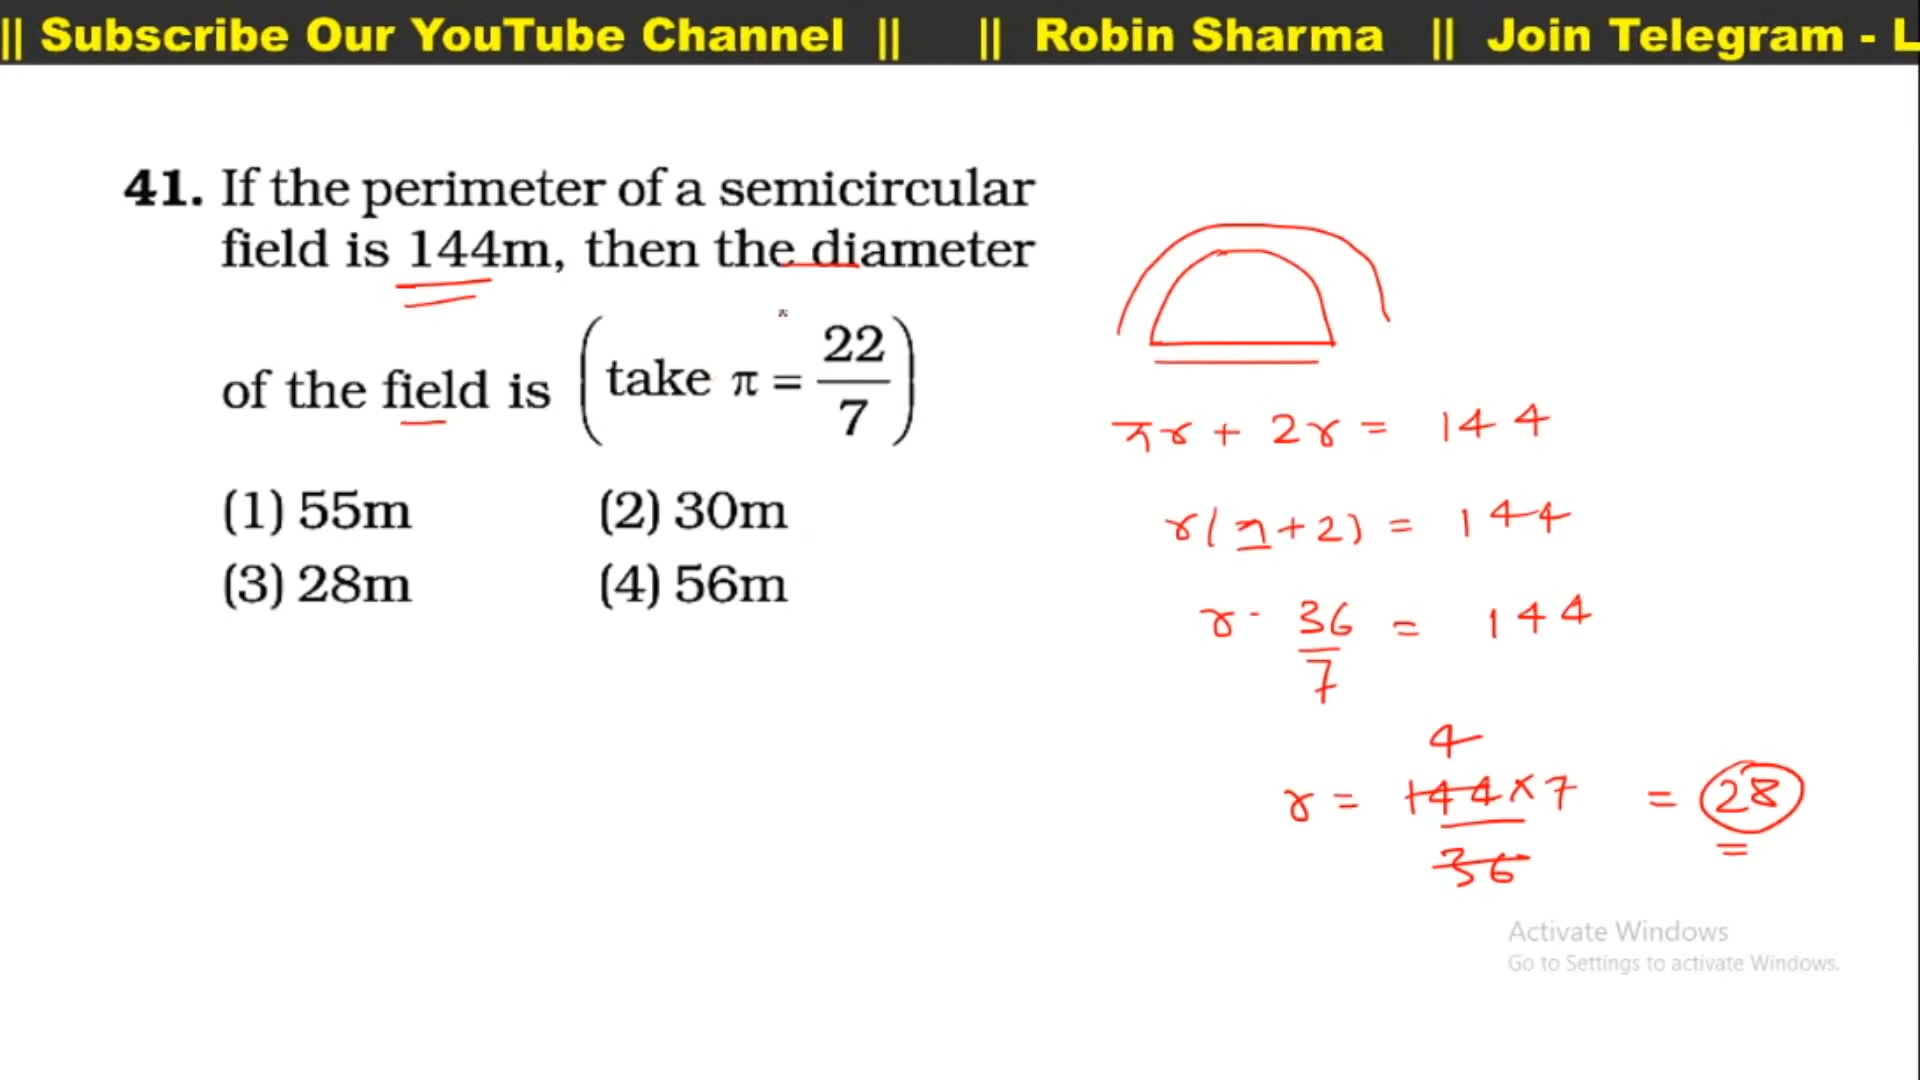 || Subscribe Our YouTube Channel || || Robin Sharma || Join Telegram - L
41. If the perimeter of a semicircular
field is 144m, then the diameter
of the field is (take π = 22/7)
(1) 55m (2) 30m
(3) 28m (4) 56m
πr + 2r = 144
r(π+2) = 144
r · 36/7 = 144
4
r = 144×7/36 = 28
Activate Windows
Go to Settings to activate Windows.